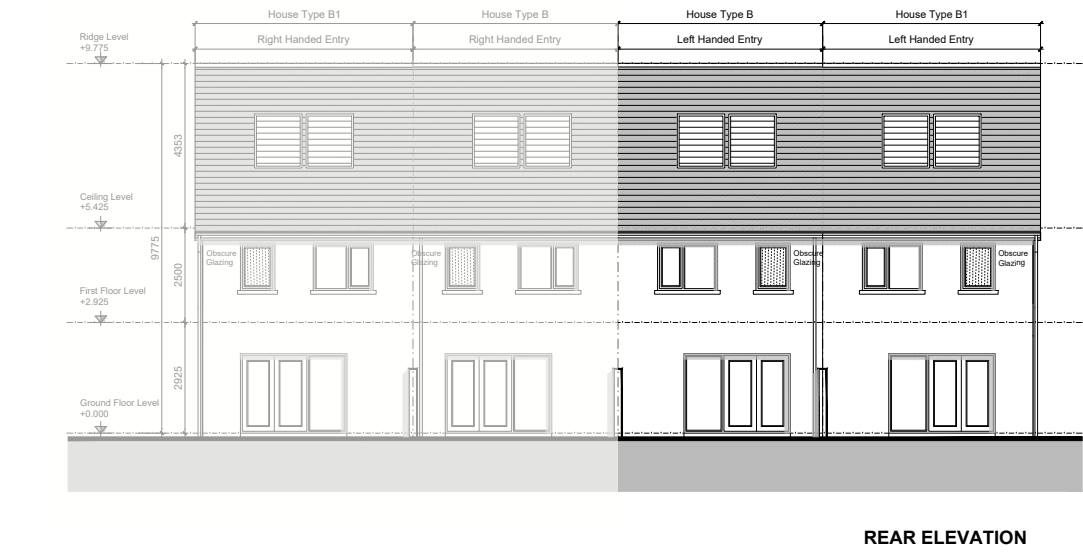 House Type B1
House Type B
House Type B
House Type B1
Right Handed Entry
Right Handed Entry
Left Handed Entry
Left Handed Entry
Ridge Level
+9.775
4353
Ceiling Level
+5.425
9775
2500
Obscure
Glazing
Obscure
Glazing
Obscure
Glazing
Obscure
Glazing
First Floor Level
+2.925
2925
Ground Floor Level
+0.000
REAR ELEVATION